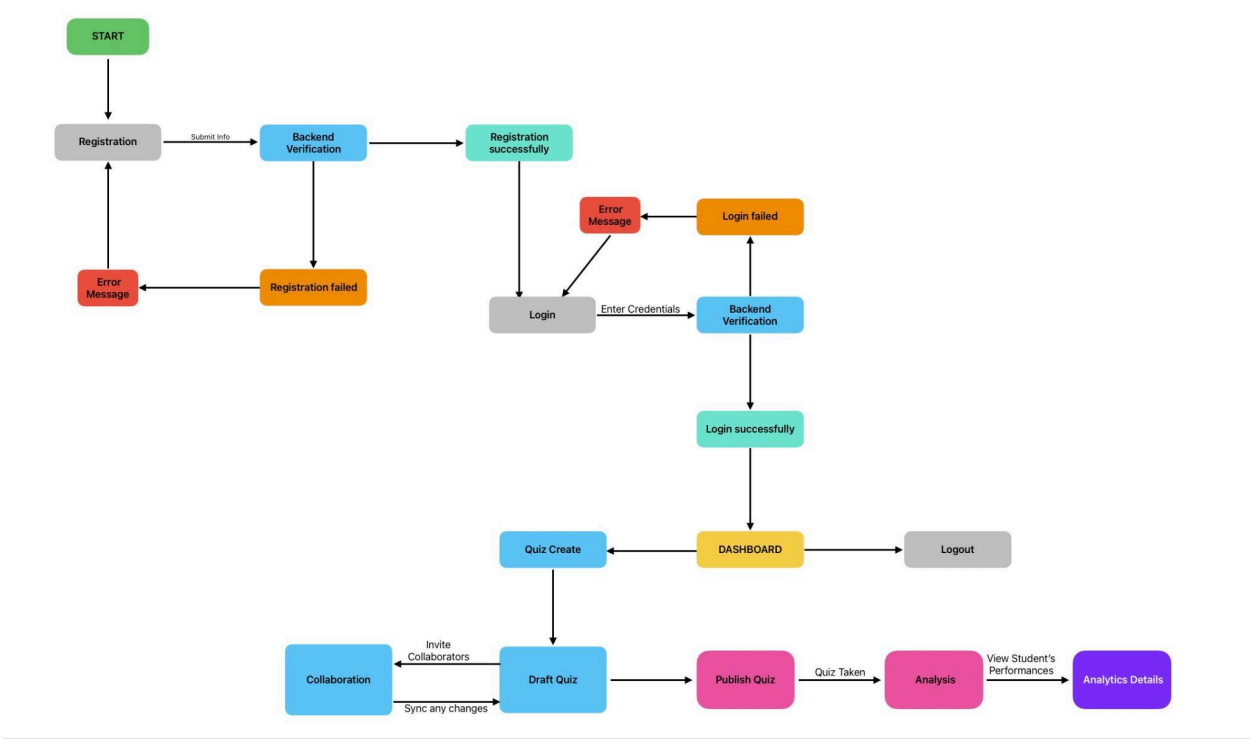 START
Registration
Submit Info
Backend
Verification
Registration
successfully
Error
Message
Login failed
Error
Message
Registration failed
Login
Enter Credentials
Backend
Verification
Login successfully
Quiz Create
DASHBOARD
Logout
Invite
Collaborators
Collaboration
Sync any changes
Draft Quiz
Publish Quiz
Quiz Taken
Analysis
View Student's
Performances
Analytics Details